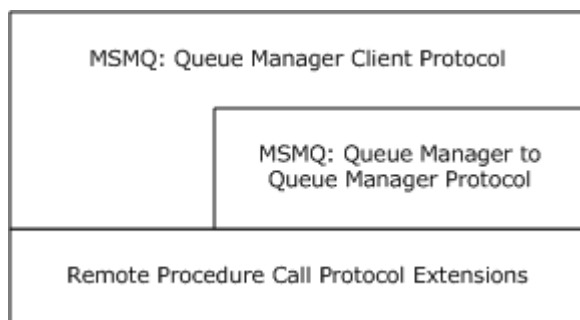 MSMQ: Queue Manager Client Protocol
MSMQ: Queue Manager to
Queue Manager Protocol
Remote Procedure Call Protocol Extensions